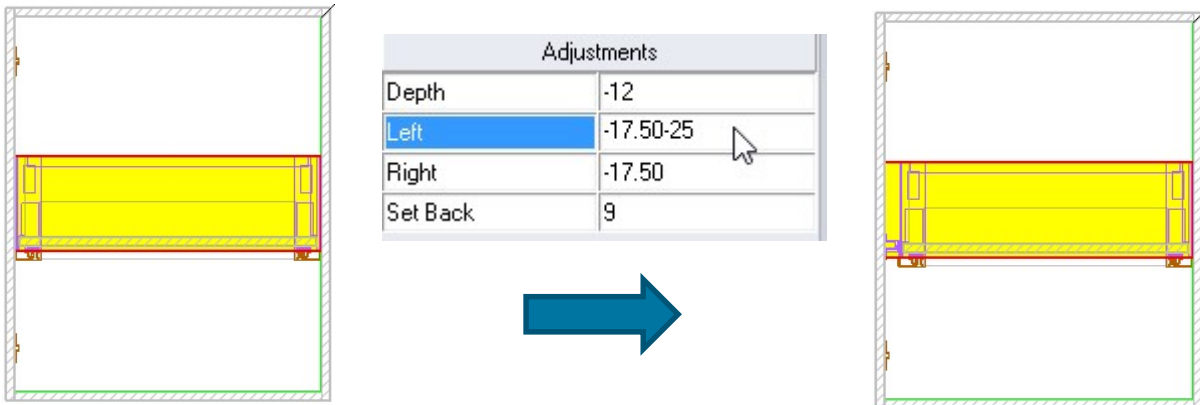 Adjustments
Depth -12
Left -17.50-25
Right -17.50
Set Back 9